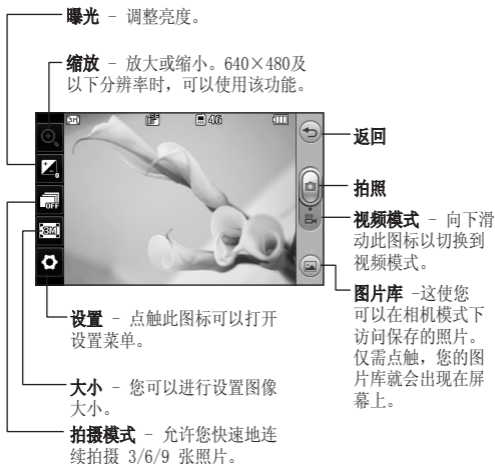 曝光 - 调整亮度。
缩放 - 放大或缩小。640×480及
以下分辨率时，可以使用该功能。
3M
46
OFF
3M
返回
拍照
视频模式 - 向下滑
动此图标以切换到
视频模式。
图片库 -这使您
可以在相机模式下
访问保存的照片。
仅需点触，您的图
片库就会出现在屏
幕上。
设置 - 点触此图标可以打开
设置菜单。
大小 - 您可以进行设置图像
大小。
拍摄模式 - 允许您快速地连
续拍摄 3/6/9 张照片。